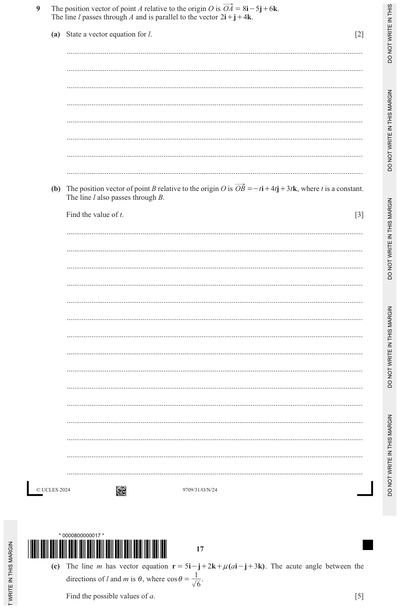 9 The position vector of point A relative to the origin O is OA⃗ = 8i − 5j + 6k.
The line l passes through A and is parallel to the vector 2i + j + 4k.
(a) State a vector equation for l. [2]
(b) The position vector of point B relative to the origin O is OB⃗ = −ti + 4tj + 3tk, where t is a constant.
The line l also passes through B.
Find the value of t. [3]
© UCLES 2024
9709/31/O/N/24
DO NOT WRITE IN THIS
DO NOT WRITE IN THIS MARGIN
DO NOT WRITE IN THIS MARGIN
DO NOT WRITE IN THIS MARGIN
DO NOT WRITE IN THIS MARGIN
T WRITE IN THIS MARGIN
* 0000800000017 *
17
(c) The line m has vector equation r = 5i − j + 2k + μ(ai − j + 3k). The acute angle between the
directions of l and m is θ, where cos θ = 1/√6.
Find the possible values of a. [5]